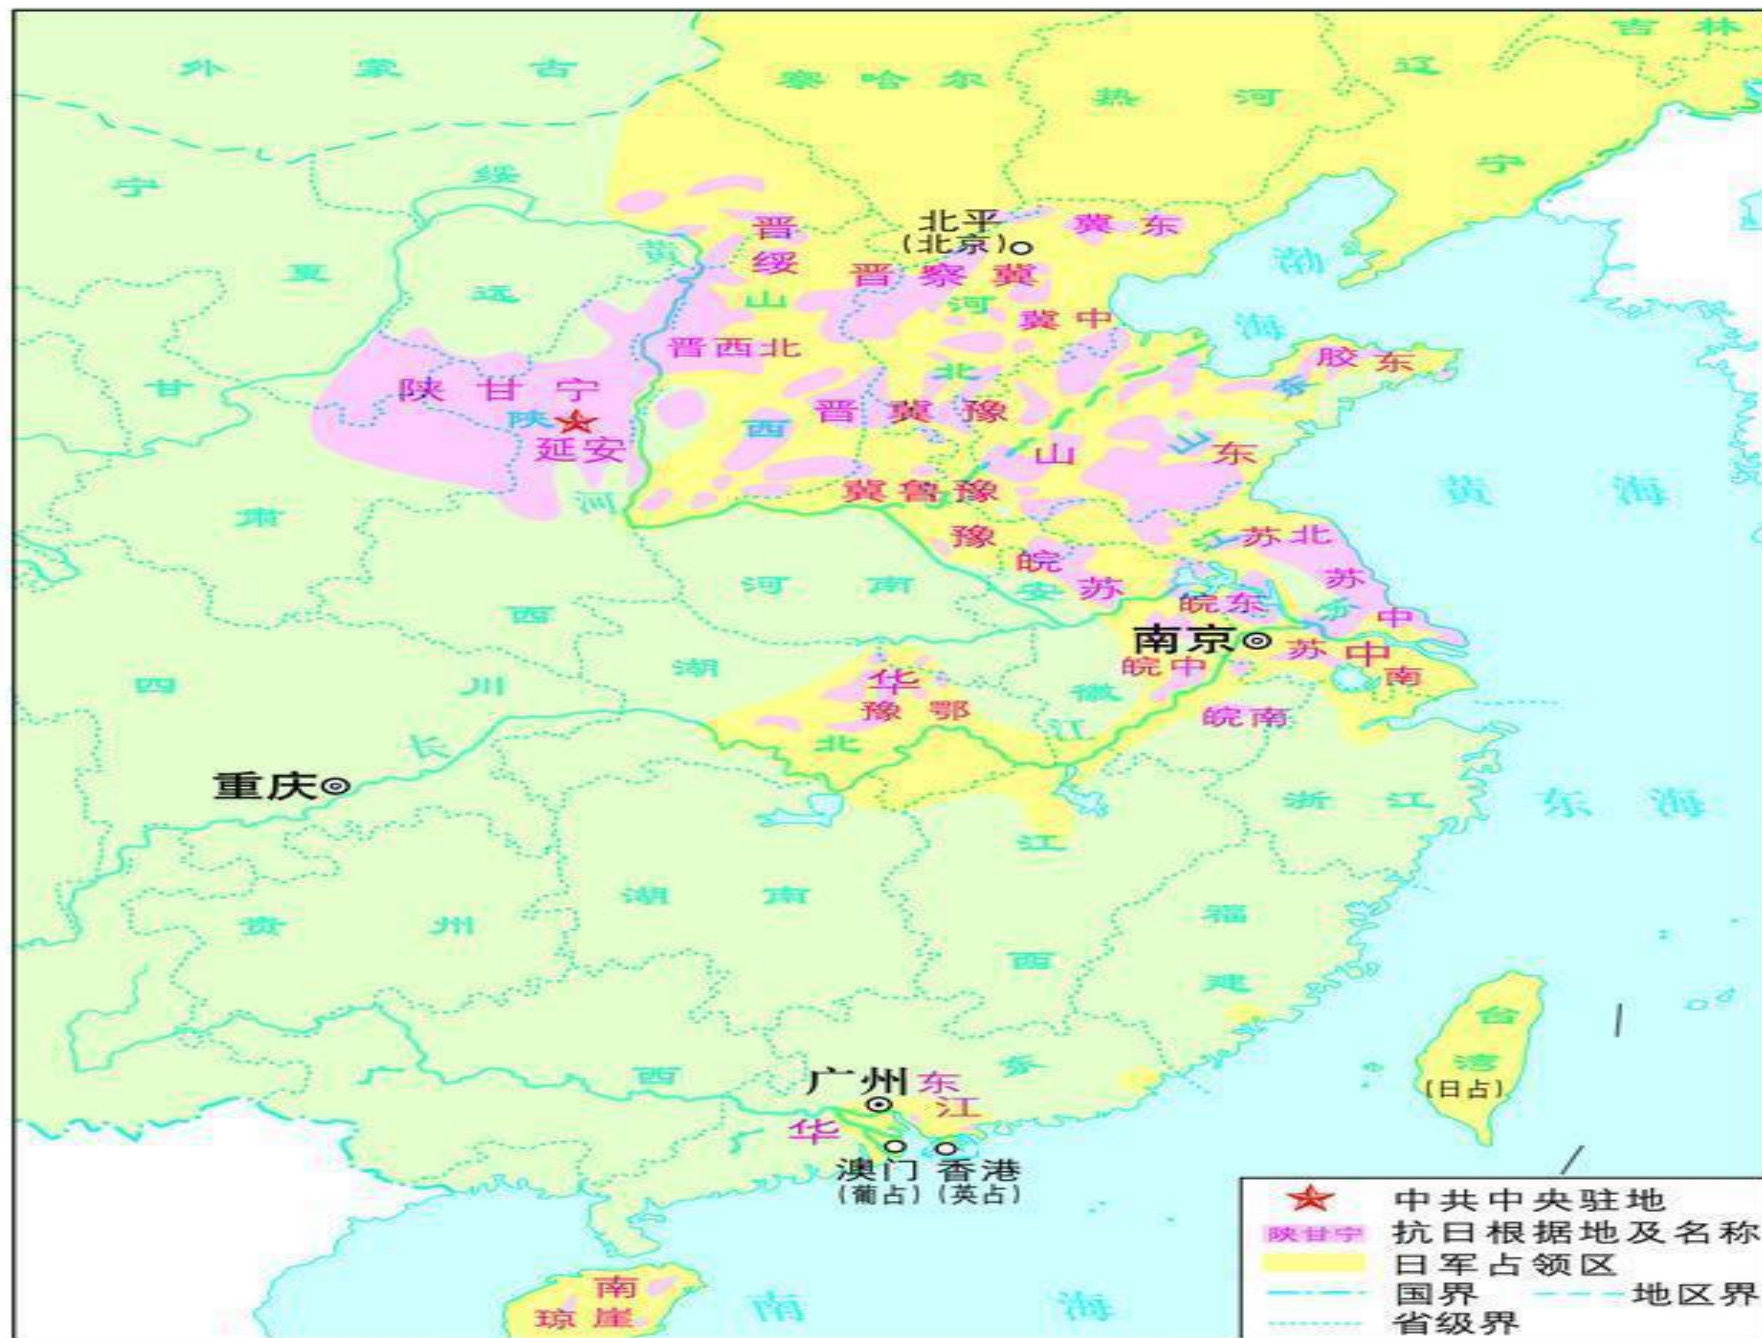 吉林
外蒙古
察哈尔
热河
辽宁
宁夏
绥远
晋绥
北平
(北京)
冀东
渤海
黄河
晋察冀
山西
河北
冀中
晋西北
胶东
陕甘宁
陕西
延安
甘肃
晋冀豫
山东
山东
冀鲁豫
黄海
豫皖苏
苏北
江苏
苏中
河南
安徽
皖东
南京
苏中
南
皖中
四川
湖北
华中
豫鄂
皖南
长江
重庆
浙江
东海
江西
湖南
贵州
福建
台湾
(日占)
广西
广州
东江
广东
华南
澳门
(葡占)
香港
(英占)
琼崖
南海
中共中央驻地
陕甘宁
抗日根据地及名称
日军占领区
国界
地区界
省级界